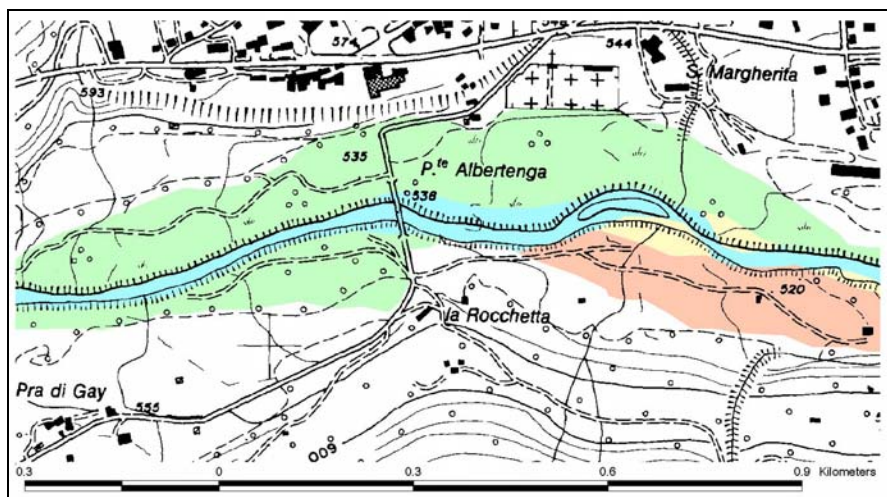 574
546
544
S. Margherita
593
535
P.te Albertenga
536
520
la Rocchetta
Pra di Gay
555
600
0.3 0 0.3 0.6 0.9 Kilometers